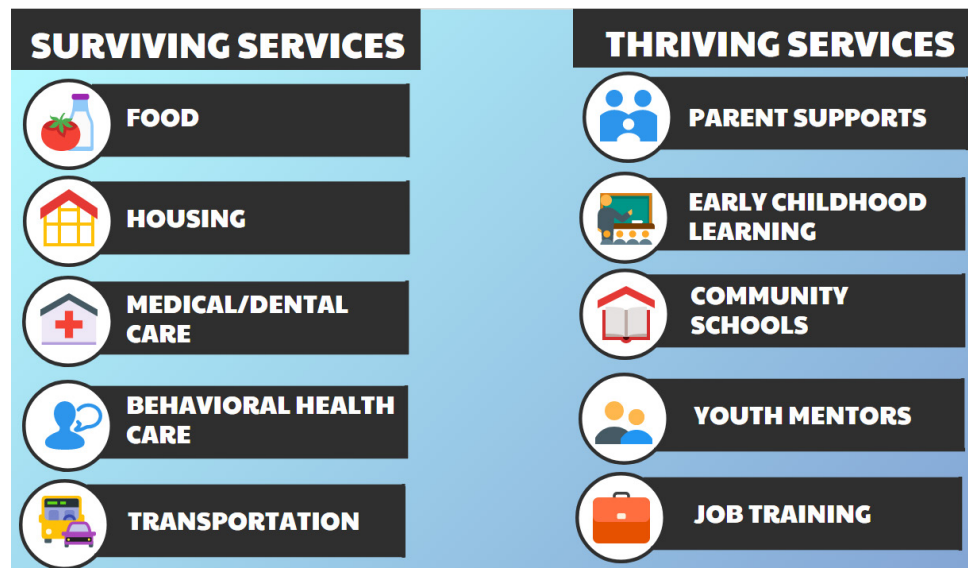 SURVIVING SERVICES
FOOD
HOUSING
MEDICAL/DENTAL
CARE
BEHAVIORAL HEALTH
CARE
TRANSPORTATION
THRIVING SERVICES
PARENT SUPPORTS
EARLY CHILDHOOD
LEARNING
COMMUNITY
SCHOOLS
YOUTH MENTORS
JOB TRAINING